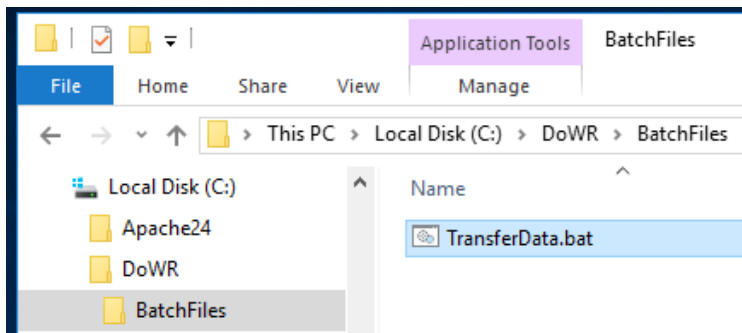 Application Tools
BatchFiles
File
Home
Share
View
Manage
This PC > Local Disk (C:) > DoWR > BatchFiles
Local Disk (C:)
Name
Apache24
TransferData.bat
DoWR
BatchFiles